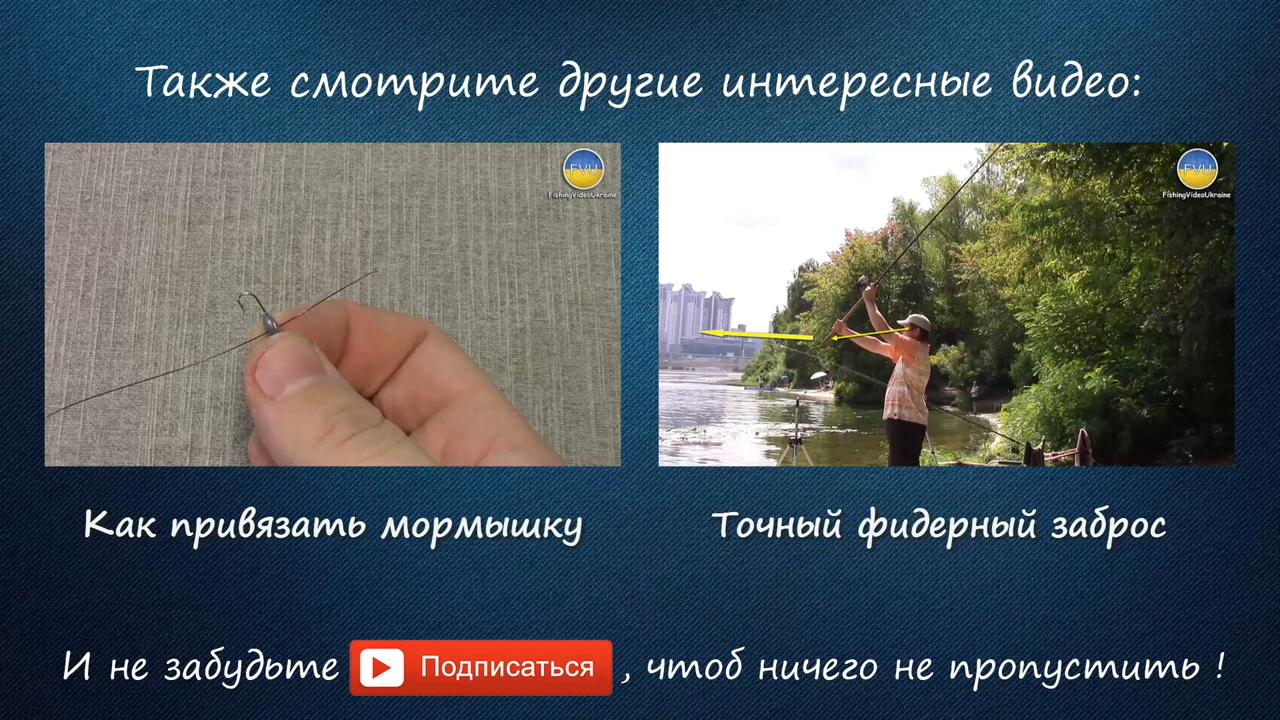 Также смотрите другие интересные видео:
FVU
FishingVideoUkraine
FVU
FishingVideoUkraine
Как привязать мормышку
Точный фидерный заброс
И не забудьте Подписаться , чтоб ничего не пропустить !